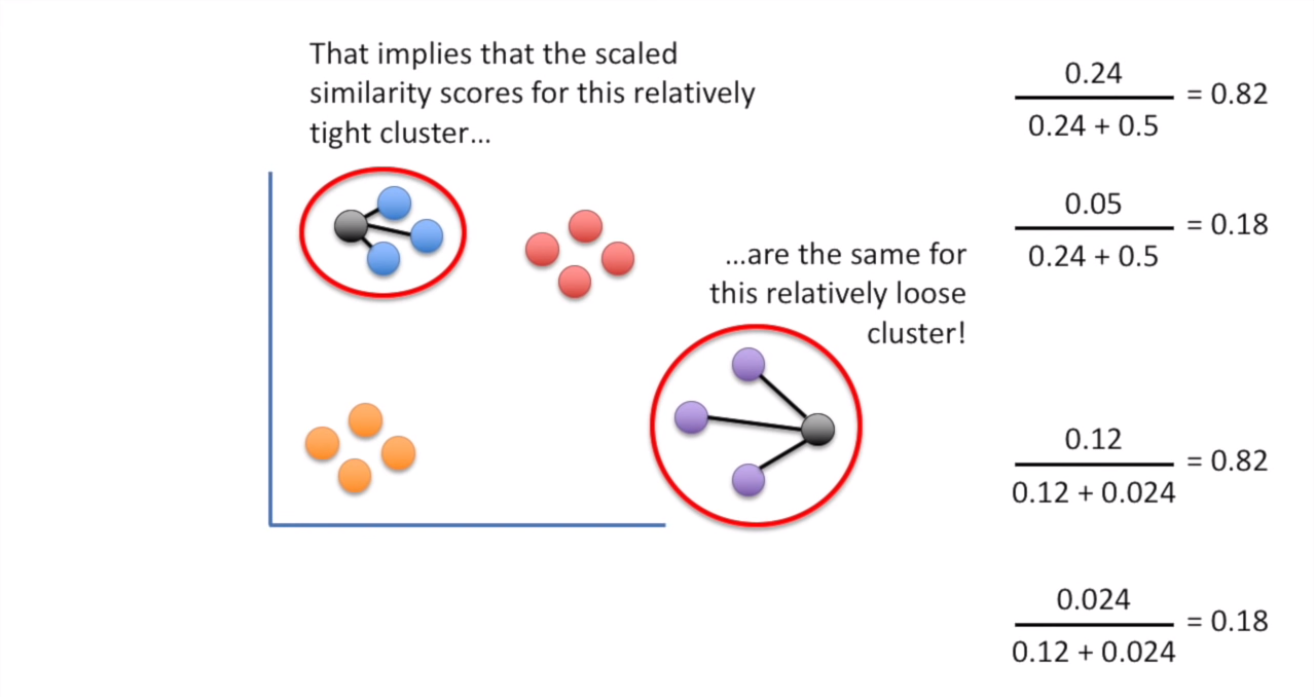 That implies that the scaled
similarity scores for this relatively
tight cluster...
...are the same for
this relatively loose
cluster!
0.24
0.24 + 0.5
= 0.82
0.05
0.24 + 0.5
= 0.18
0.12
0.12 + 0.024
= 0.82
0.024
0.12 + 0.024
= 0.18